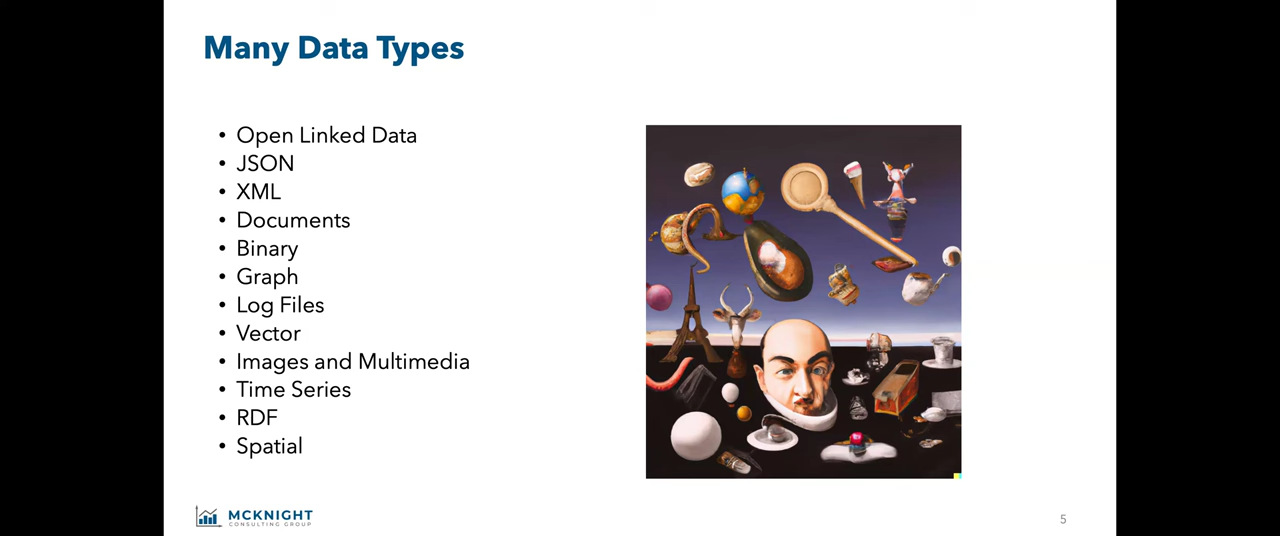 Many Data Types
• Open Linked Data
• JSON
• XML
• Documents
• Binary
• Graph
• Log Files
• Vector
• Images and Multimedia
• Time Series
• RDF
• Spatial
MCKNIGHT
CONSULTING GROUP
5